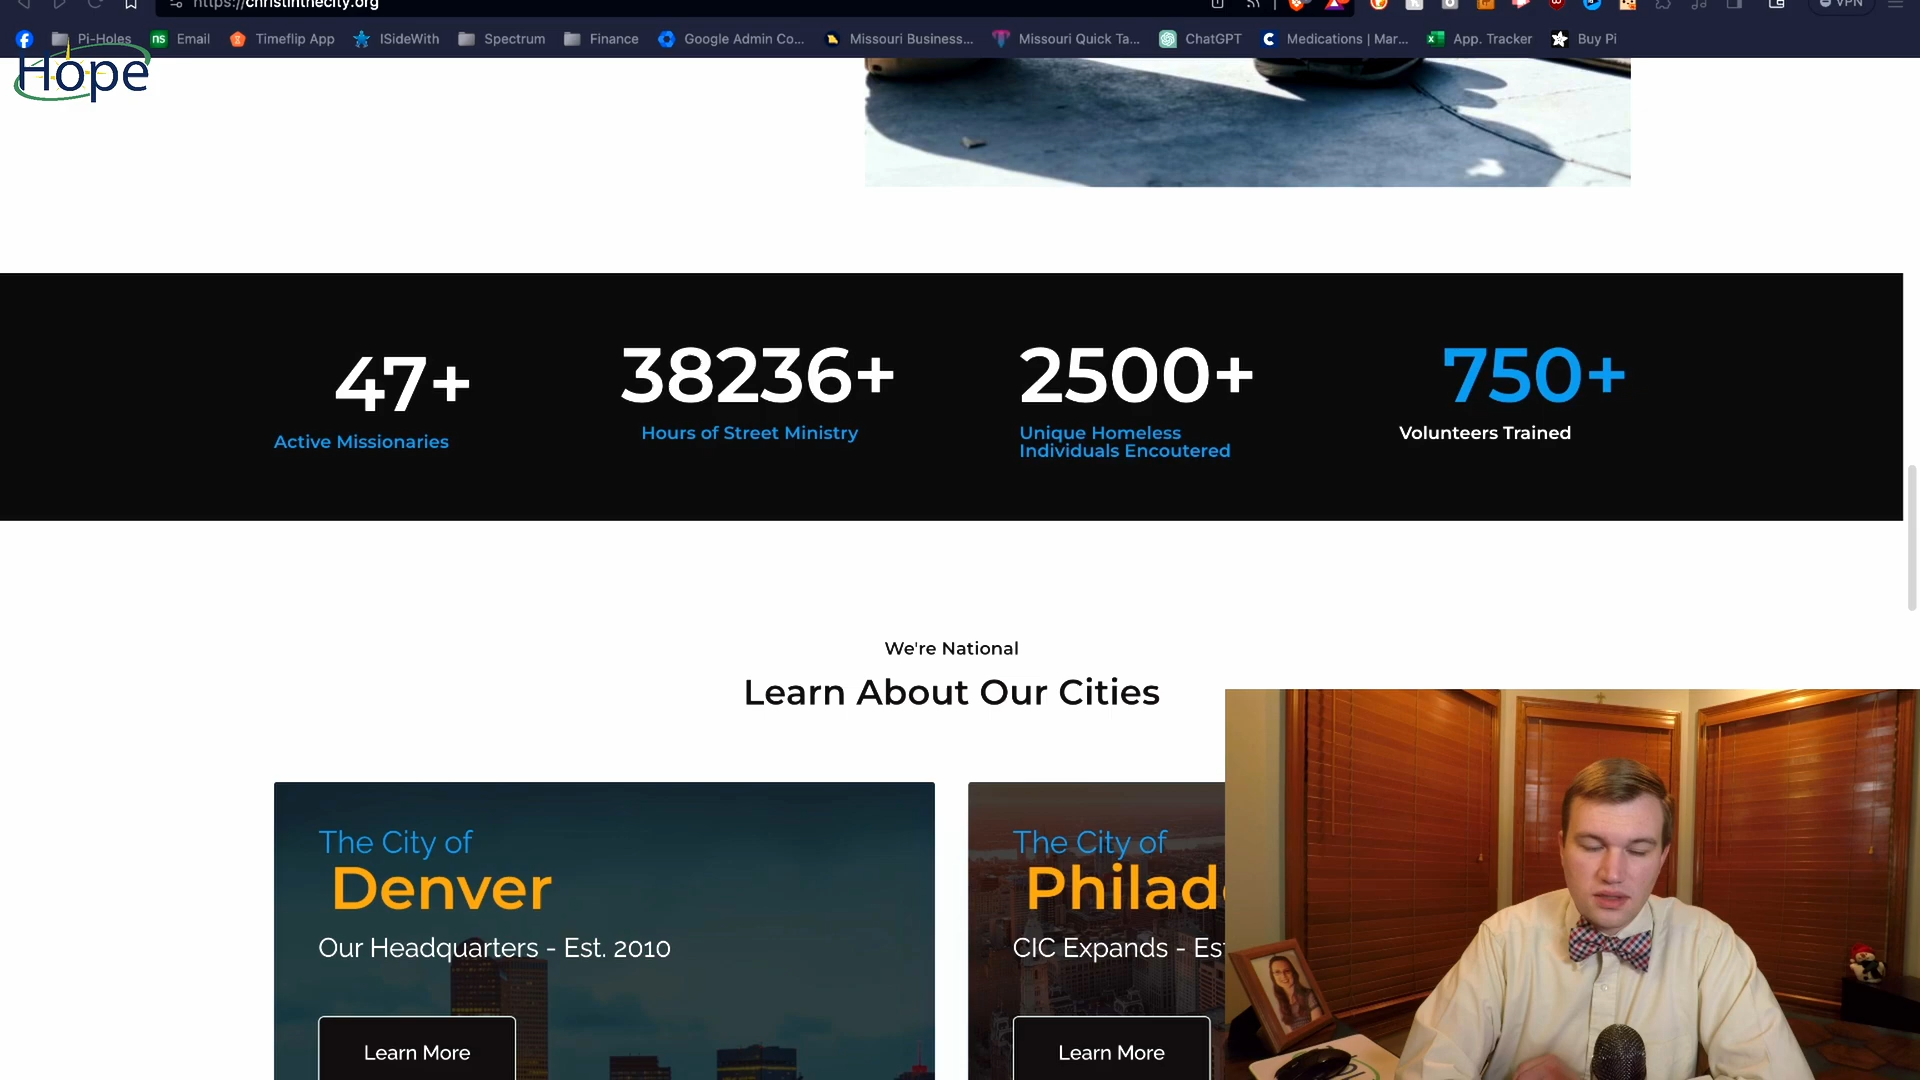 https://christinthecity.org
VPN
Pi-Holes
ns Email
Timeflip App
ISideWith
Spectrum
Finance
Google Admin Co...
Missouri Business...
Missouri Quick Ta...
ChatGPT
Medications | Mar...
App. Tracker
Buy Pi
Hope
47+
Active Missionaries
38236+
Hours of Street Ministry
2500+
Unique Homeless
Individuals Encoutered
750+
Volunteers Trained
We're National
Learn About Our Cities
The City of
Denver
Our Headquarters - Est. 2010
Learn More
The City of
Philad
CIC Expands - Es
Learn More